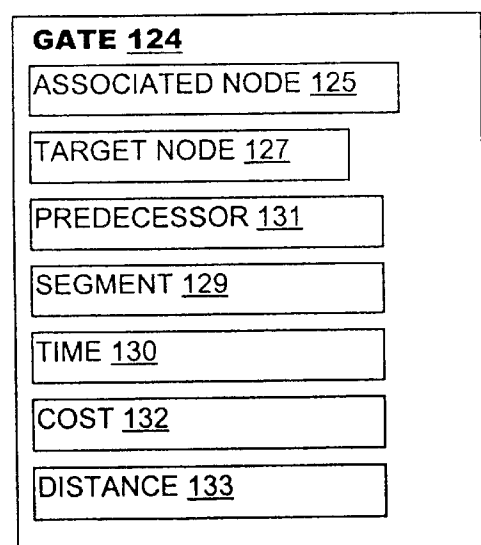 GATE 124
ASSOCIATED NODE 125
TARGET NODE 127
PREDECESSOR 131
SEGMENT 129
TIME 130
COST 132
DISTANCE 133